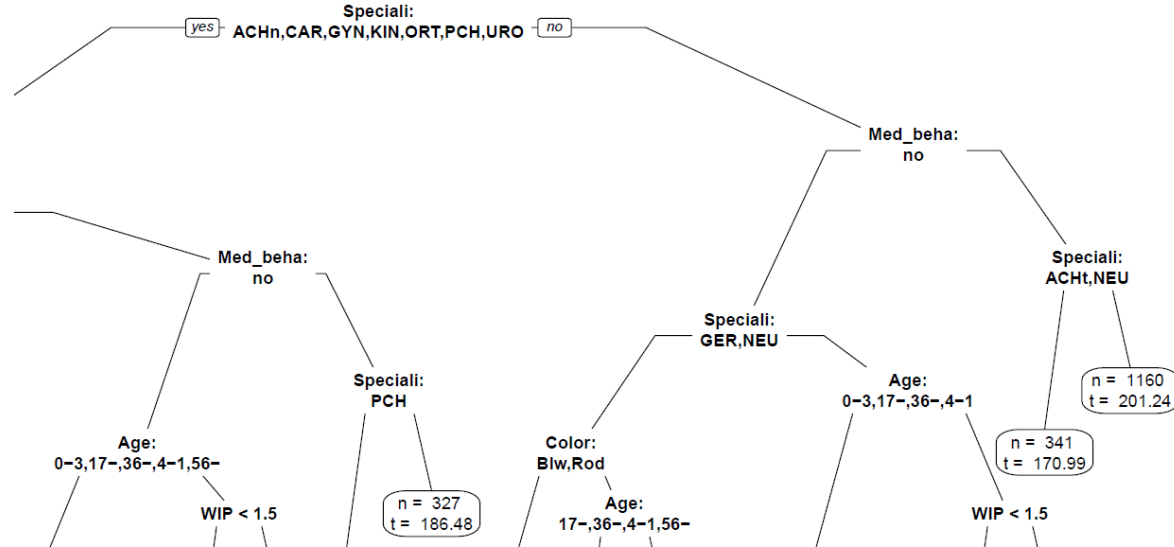 Speciali:
yes ACHn,CAR,GYN,KIN,ORT,PCH,URO no
Med_beha:
no
Med_beha:
no
Speciali:
ACHt,NEU
Speciali:
GER,NEU
Speciali:
PCH
Age:
0−3,17−,36−,4−1
n = 1160
t = 201.24
Age:
0−3,17−,36−,4−1,56−
Color:
Blw,Rod
n = 341
t = 170.99
WIP < 1.5
n = 327
t = 186.48
Age:
17−,36−,4−1,56−
WIP < 1.5